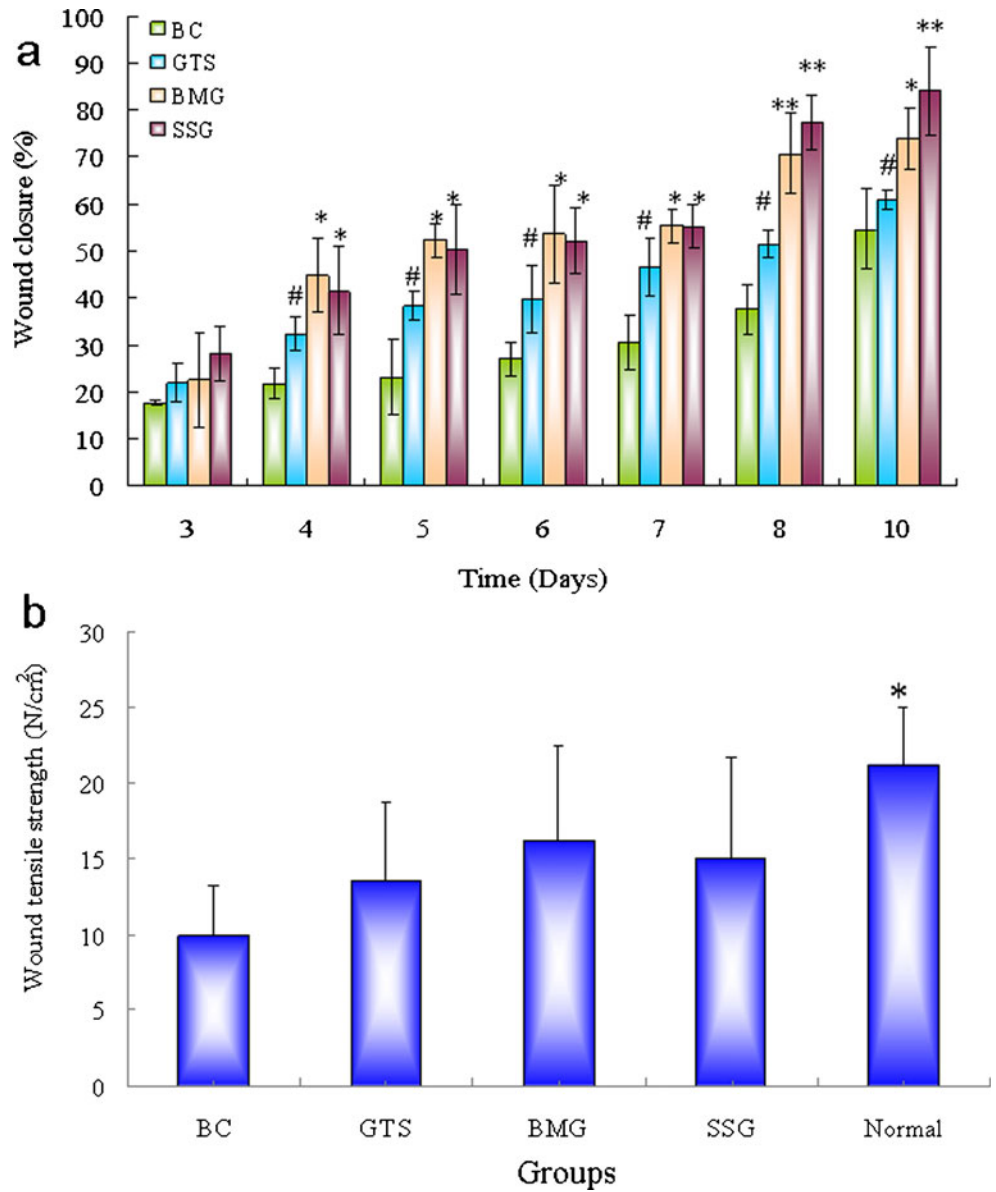 a
100
90
80
70
60
50
40
30
20
10
0
Wound closure (%)
BC
GTS
BMG
SSG
# * *
# * *
# * *
# * *
# ** **
# * **
3 4 5 6 7 8 10
Time (Days)
b
30
25
20
15
10
5
0
Wound tensile strength (N/cm²)
*
BC GTS BMG SSG Normal
Groups